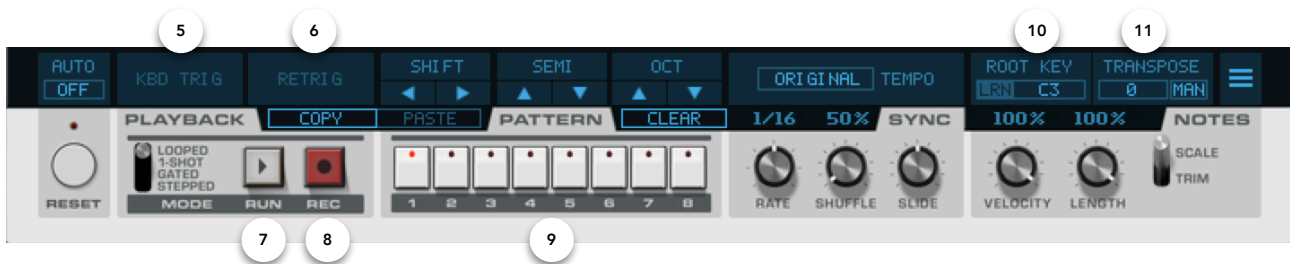 5 6 10 11
AUTO KBD TRIG RETRIG SHIFT SEMI OCT ORIGINAL TEMPO ROOT KEY TRANSPOSE
OFF LRN C3 0 MAN
PLAYBACK COPY PASTE PATTERN CLEAR 1/16 50% SYNC 100% 100% NOTES
LOOPED
1-SHOT
GATED
STEPPED
SCALE
TRIM
RESET MODE RUN REC 1 2 3 4 5 6 7 8 RATE SHUFFLE SLIDE VELOCITY LENGTH
7 8 9